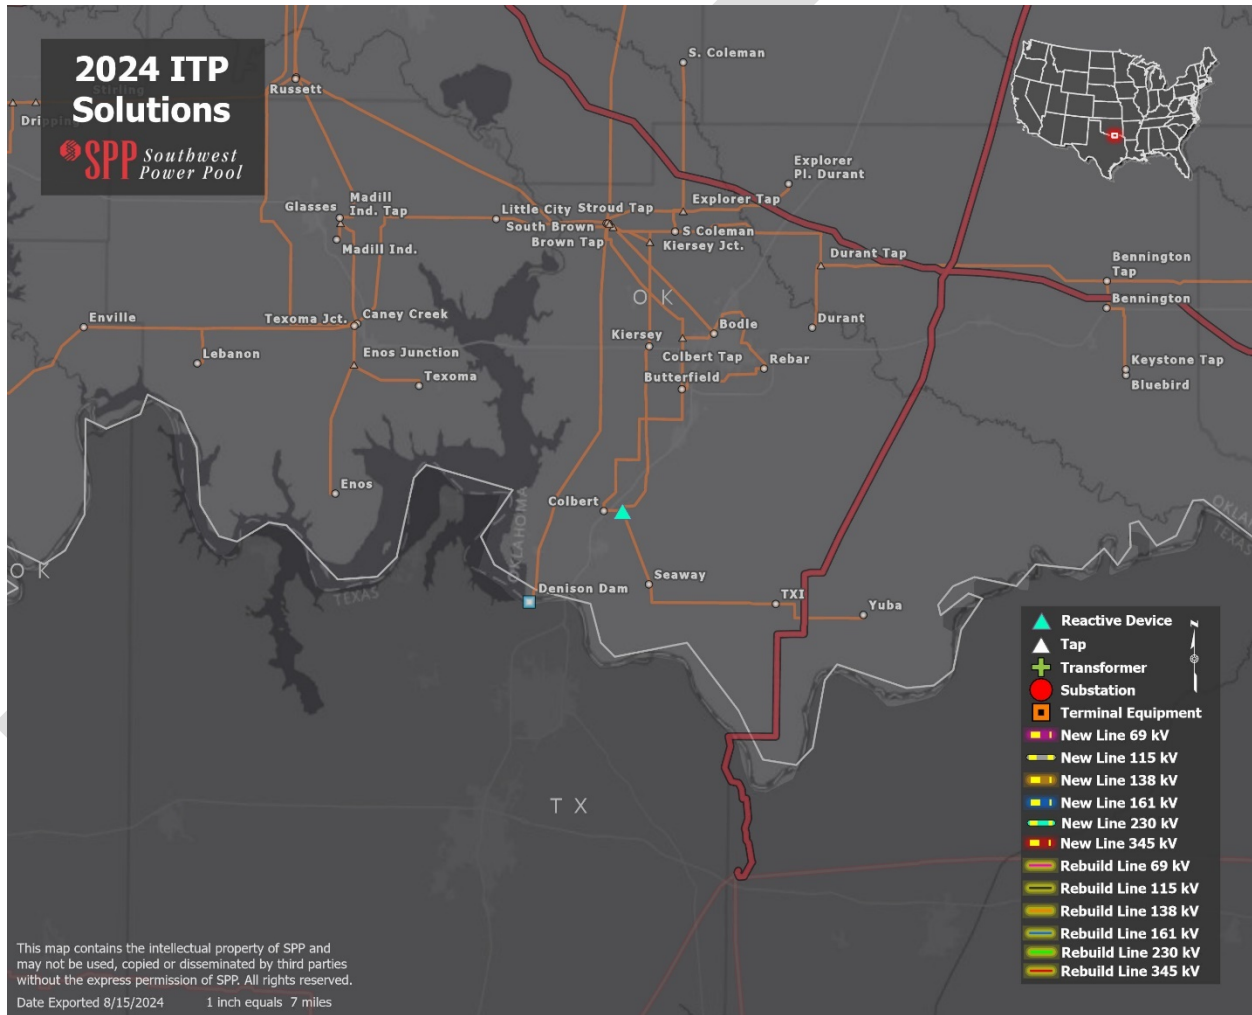 2024 ITP
Solutions
SPP Southwest
Power Pool
Stirling
Dripping
Russett
S. Coleman
Explorer
Pl. Durant
Madill
Ind. Tap
Glasses
Little City
Stroud Tap
Explorer Tap
South Brown
S Coleman
Madill Ind.
Brown Tap
Kiersey Jct.
Durant Tap
Bennington
Tap
O K
Bennington
Enville
Texoma Jct.
Caney Creek
Kiersey
Bodle
Durant
Lebanon
Enos Junction
Colbert Tap
Rebar
Keystone Tap
Texoma
Butterfield
Bluebird
Enos
Colbert
OKLAHOMA
TEXAS
OKLA
TEXAS
O K
Denison Dam
Seaway
TXI
Yuba
T X
Reactive Device
N
Tap
Transformer
Substation
Terminal Equipment
New Line 69 kV
New Line 115 kV
New Line 138 kV
New Line 161 kV
New Line 230 kV
New Line 345 kV
Rebuild Line 69 kV
Rebuild Line 115 kV
Rebuild Line 138 kV
Rebuild Line 161 kV
Rebuild Line 230 kV
Rebuild Line 345 kV
This map contains the intellectual property of SPP and
may not be used, copied or disseminated by third parties
without the express permission of SPP. All rights reserved.
Date Exported 8/15/2024 1 inch equals 7 miles